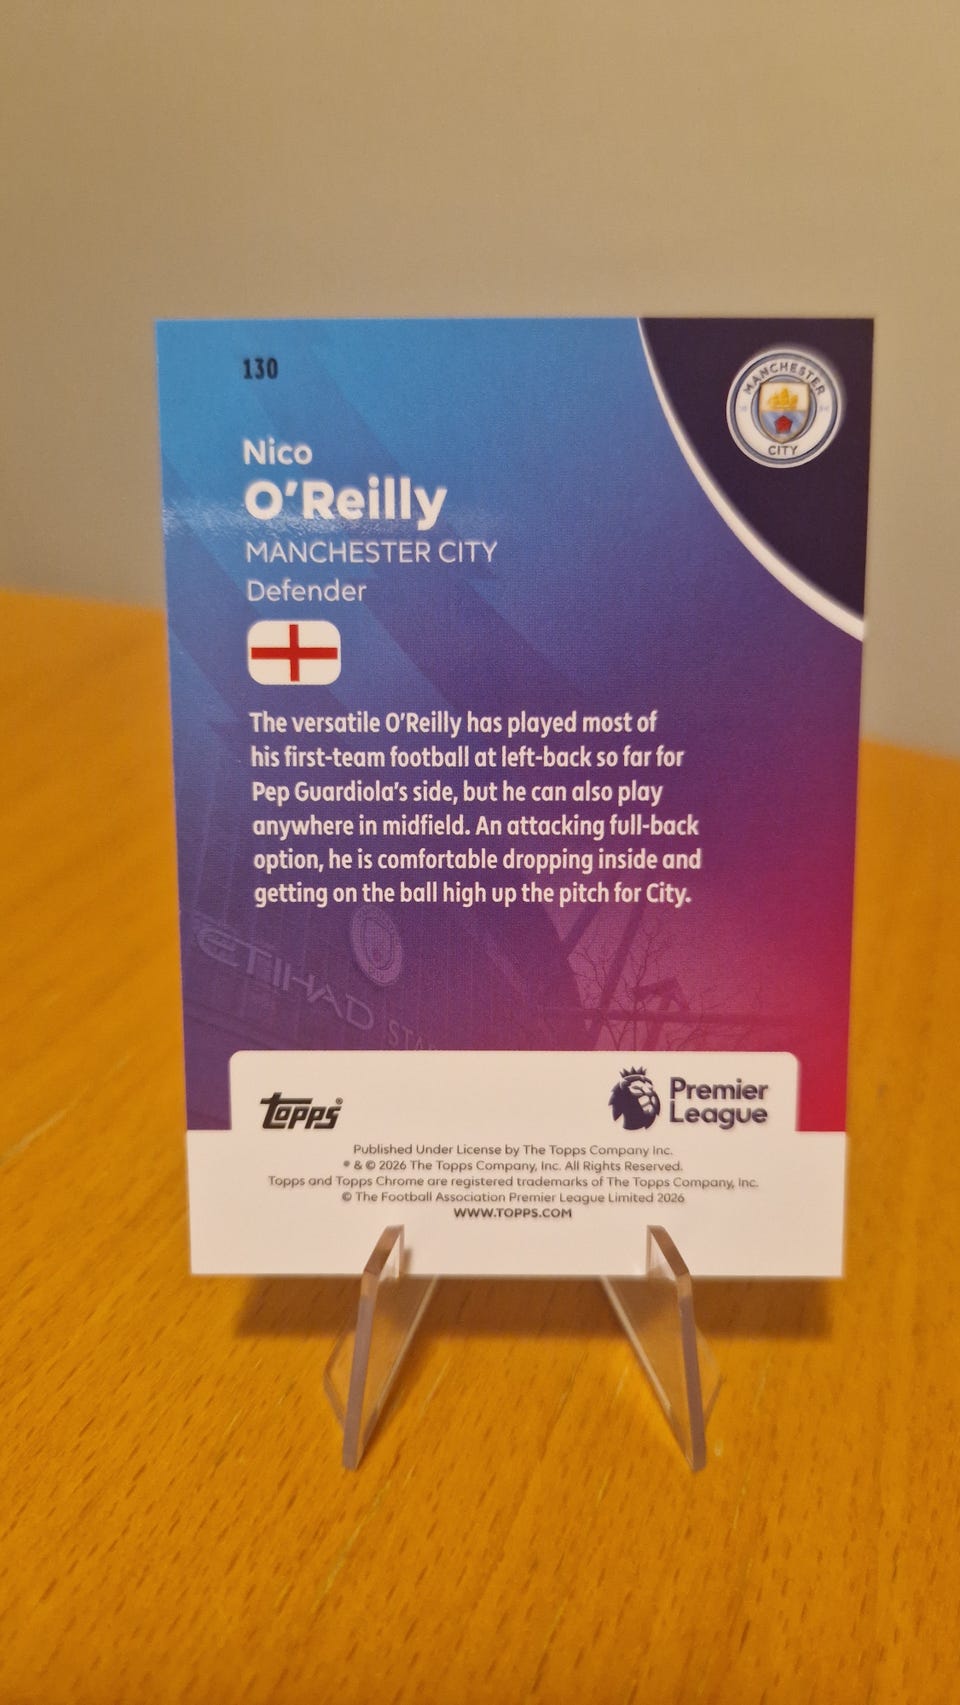 130
MANCHESTER
CITY
Nico
O'Reilly
MANCHESTER CITY
Defender
The versatile O'Reilly has played most of
his first-team football at left-back so far for
Pep Guardiola's side, but he can also play
anywhere in midfield. An attacking full-back
option, he is comfortable dropping inside and
getting on the ball high up the pitch for City.
ETIHAD STA
topps®
Premier
League
Published Under License by The Topps Company Inc.
® & © 2026 The Topps Company, Inc. All Rights Reserved.
Topps and Topps Chrome are registered trademarks of The Topps Company, Inc.
© The Football Association Premier League Limited 2026
WWW.TOPPS.COM